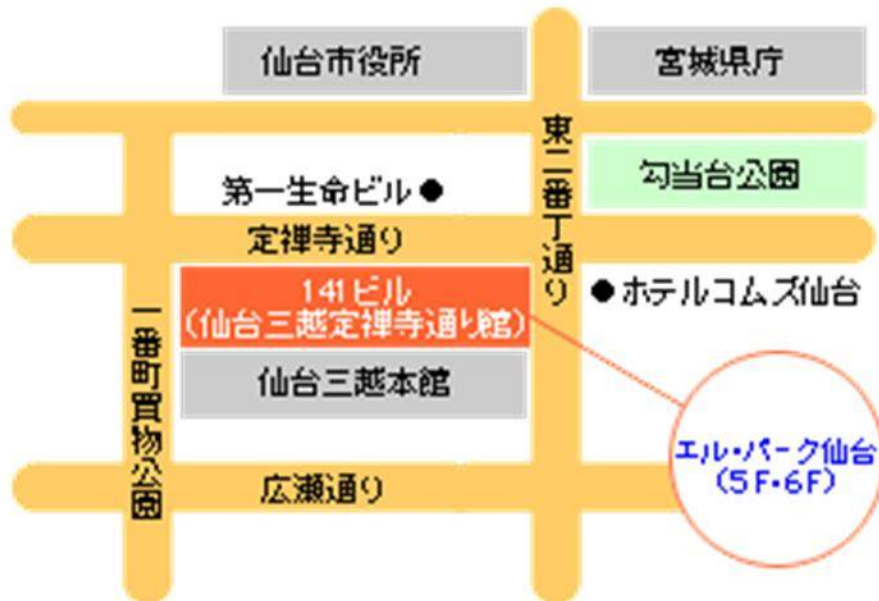 仙台市役所
宮城県庁
東二番丁通り
勾当台公園
第一生命ビル
定禅寺通り
141ビル
(仙台三越定禅寺通り館)
ホテルコムズ仙台
一番町買物公園
仙台三越本館
エル・パーク仙台
(5F・6F)
広瀬通り